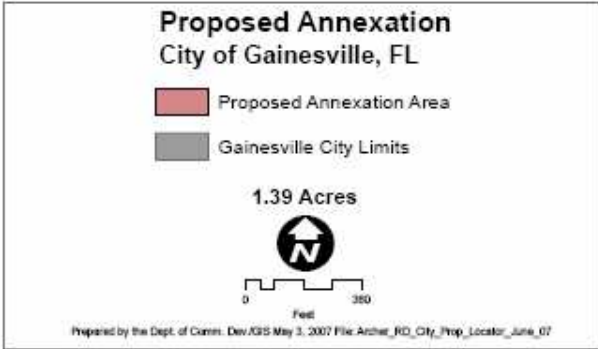 Proposed Annexation
City of Gainesville, FL
Proposed Annexation Area
Gainesville City Limits
1.39 Acres
N
0 380
Feet
Prepared by the Dept. of Comm. Dev./GIS May 3, 2007 File: Archer_RD_City_Prop_Locator_June_07